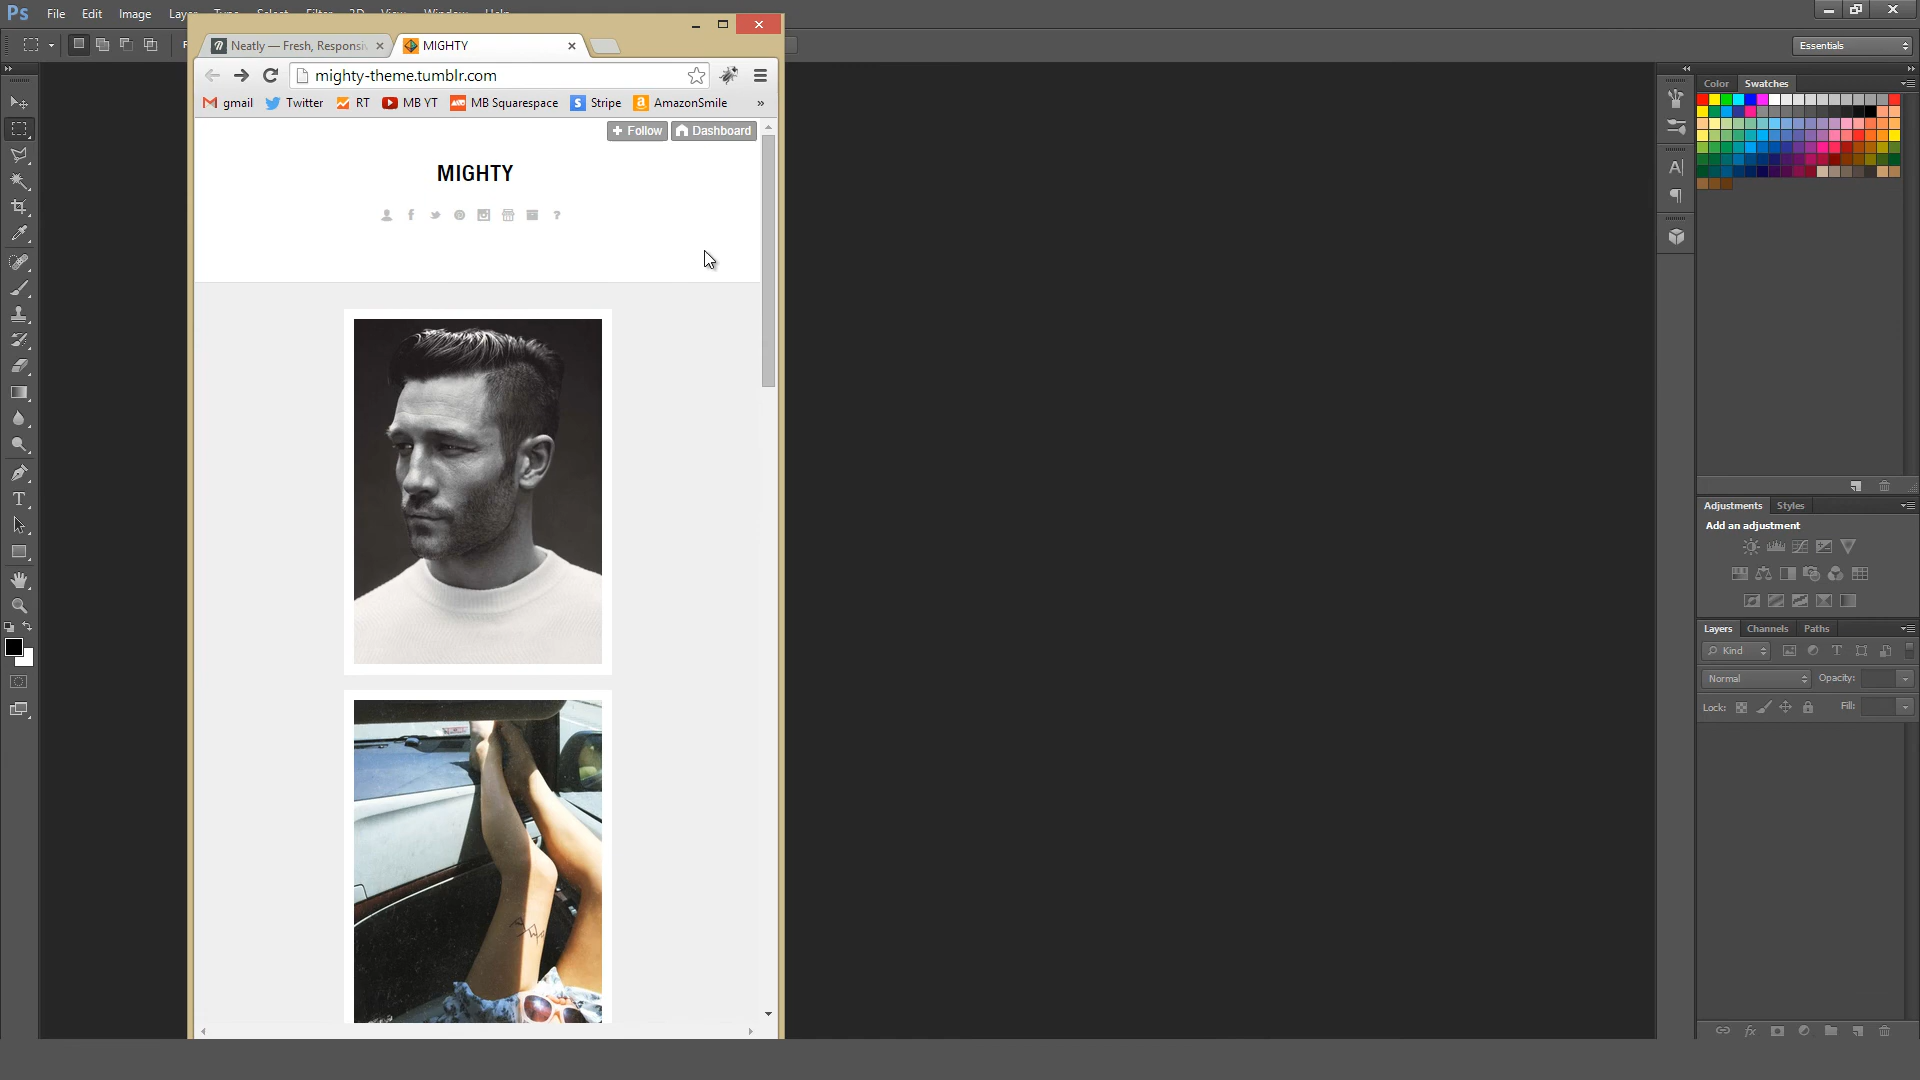 Ps File Edit Image Layer Type Select Filter 3D View Window Help
Essentials
Neatly — Fresh, Responsiv
MIGHTY
mighty-theme.tumblr.com
gmail Twitter RT MB YT MB Squarespace Stripe AmazonSmile »
Follow Dashboard
MIGHTY
Color Swatches
Adjustments Styles
Add an adjustment
Layers Channels Paths
Kind
Normal Opacity:
Lock: Fill: